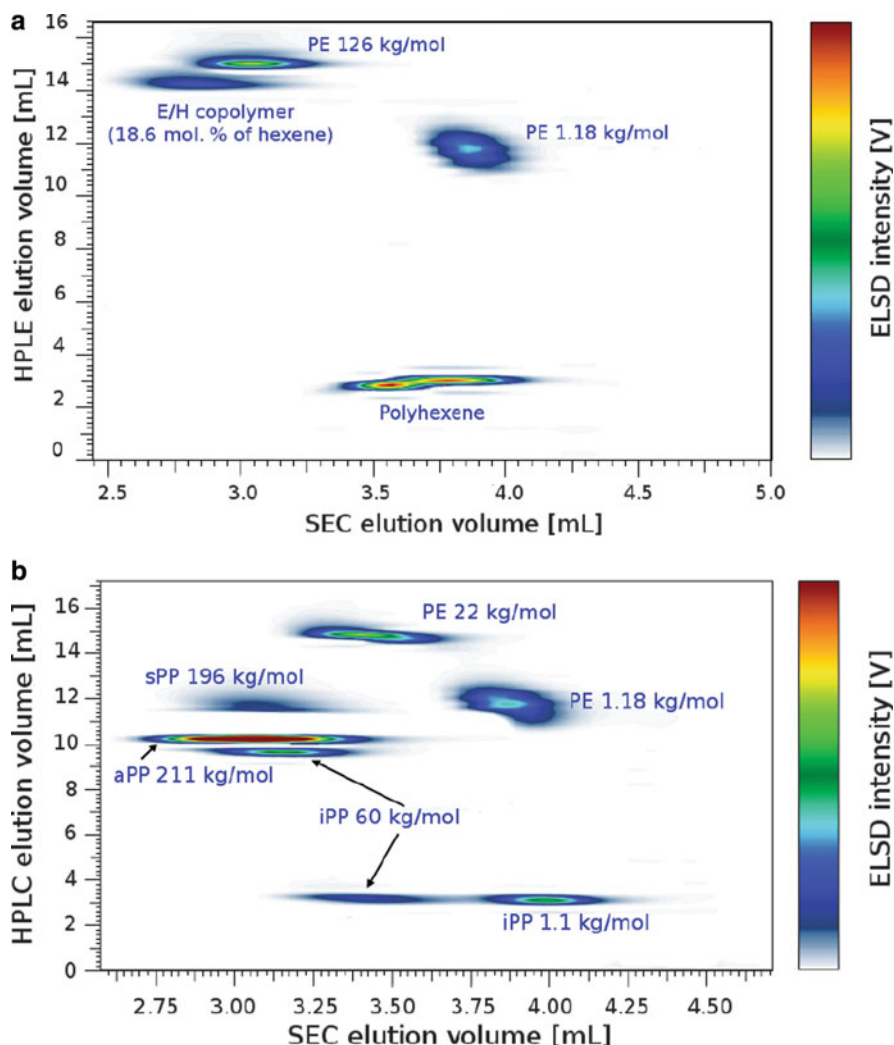 a
16
14
12
10
8
6
4
2
0
HPLE elution volume [mL]
PE 126 kg/mol
E/H copolymer
(18.6 mol. % of hexene)
PE 1.18 kg/mol
Polyhexene
2.5 3.0 3.5 4.0 4.5 5.0
SEC elution volume [mL]
ELSD intensity [V]
b
16
14
12
10
8
6
4
2
0
HPLC elution volume [mL]
PE 22 kg/mol
sPP 196 kg/mol
PE 1.18 kg/mol
aPP 211 kg/mol
iPP 60 kg/mol
iPP 1.1 kg/mol
2.75 3.00 3.25 3.50 3.75 4.00 4.25 4.50
SEC elution volume [mL]
ELSD intensity [V]